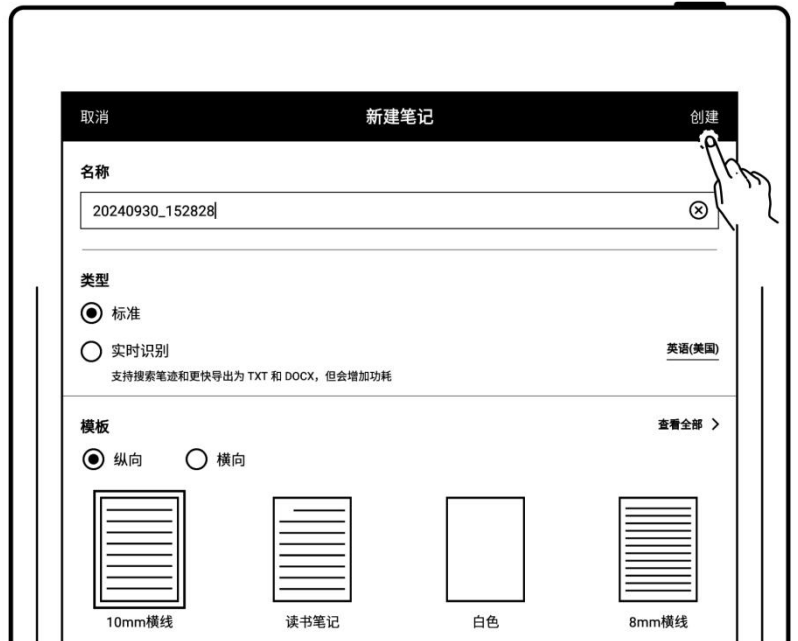 取消 新建笔记 创建
名称
20240930_152828
类型
标准
实时识别 英语(美国)
支持搜索笔迹和更快导出为 TXT 和 DOCX，但会增加功耗
模板 查看全部
纵向 横向
10mm横线 读书笔记 白色 8mm横线